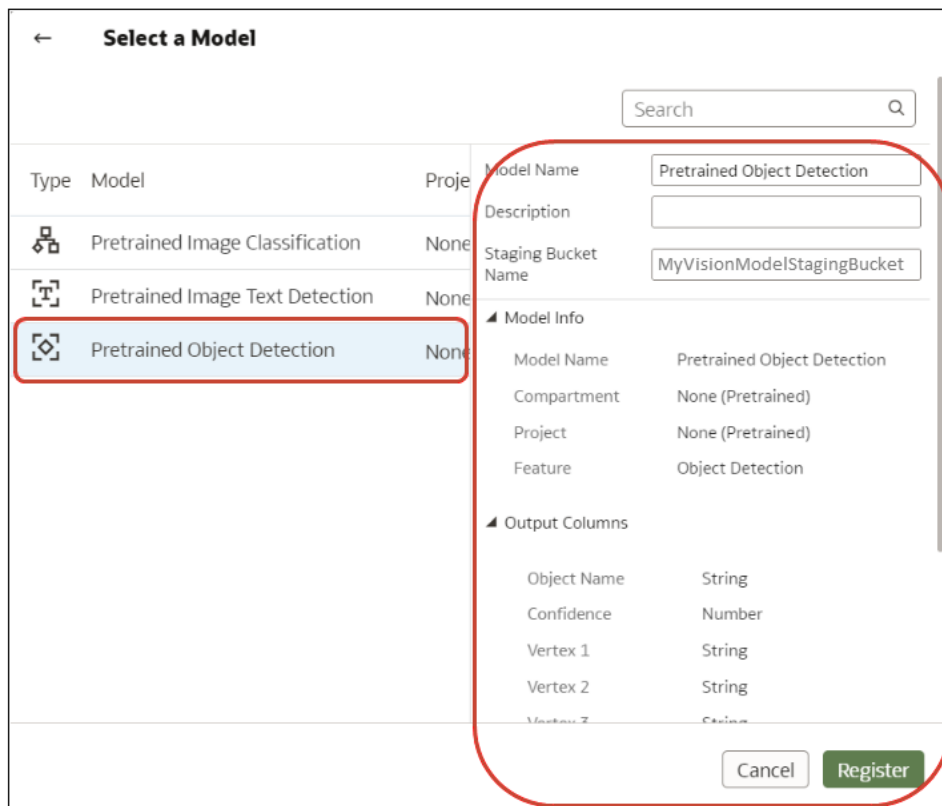 ← Select a Model
Search
Type Model Proje
Pretrained Image Classification None
Pretrained Image Text Detection None
Pretrained Object Detection None
Model Name Pretrained Object Detection
Description
Staging Bucket
Name
MyVisionModelStagingBucket
Model Info
Model Name Pretrained Object Detection
Compartment None (Pretrained)
Project None (Pretrained)
Feature Object Detection
Output Columns
Object Name String
Confidence Number
Vertex 1 String
Vertex 2 String
Vertex 3 String
Cancel Register